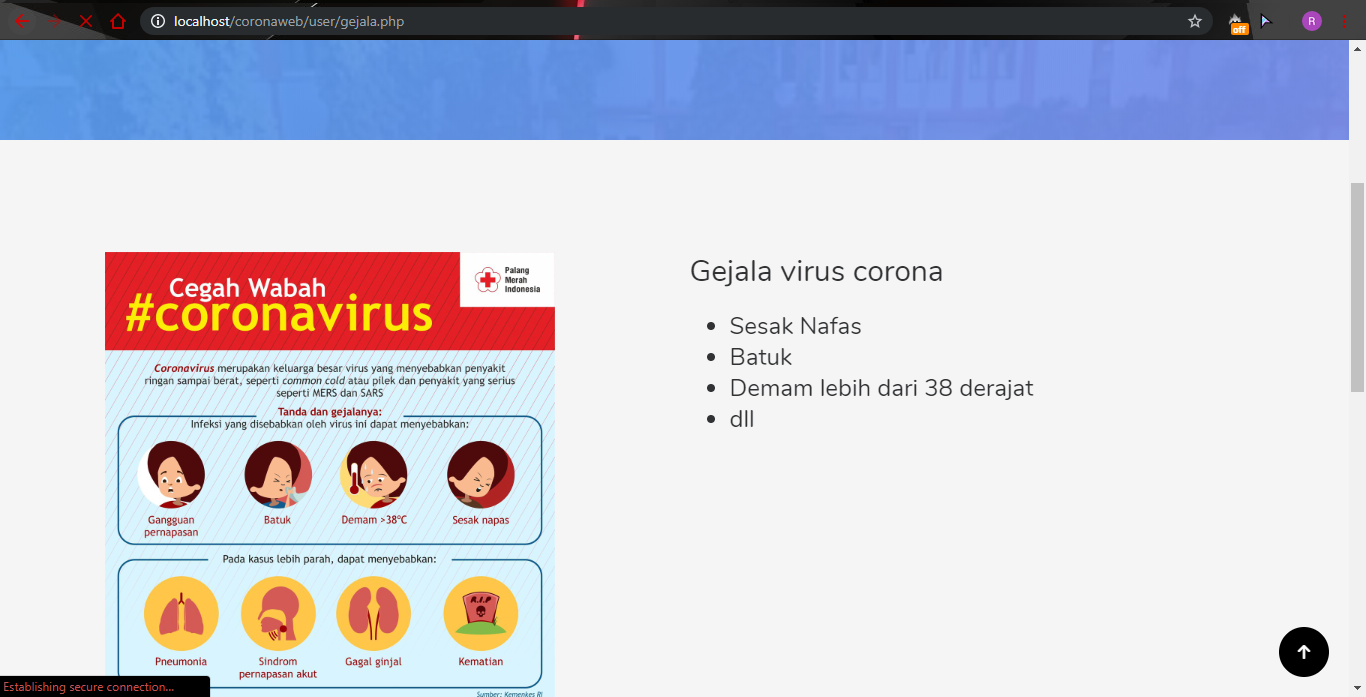 localhost/coronaweb/user/gejala.php
off
R
Cegah Wabah
#coronavirus
Palang
Merah
Indonesia
Coronavirus merupakan keluarga besar virus yang menyebabkan penyakit
ringan sampai berat, seperti common cold atau pilek dan penyakit yang serius
seperti MERS dan SARS
Tanda dan gejalanya:
Infeksi yang disebabkan oleh virus ini dapat menyebabkan:
Gangguan
pernapasan
Batuk
Demam >38°C
Sesak napas
Pada kasus lebih parah, dapat menyebabkan:
R.I.P
Pneumonia
Sindrom
pernapasan akut
Gagal ginjal
Kematian
Sumber: Kemenkes RI
Gejala virus corona
Sesak Nafas
Batuk
Demam lebih dari 38 derajat
dll
Establishing secure connection...